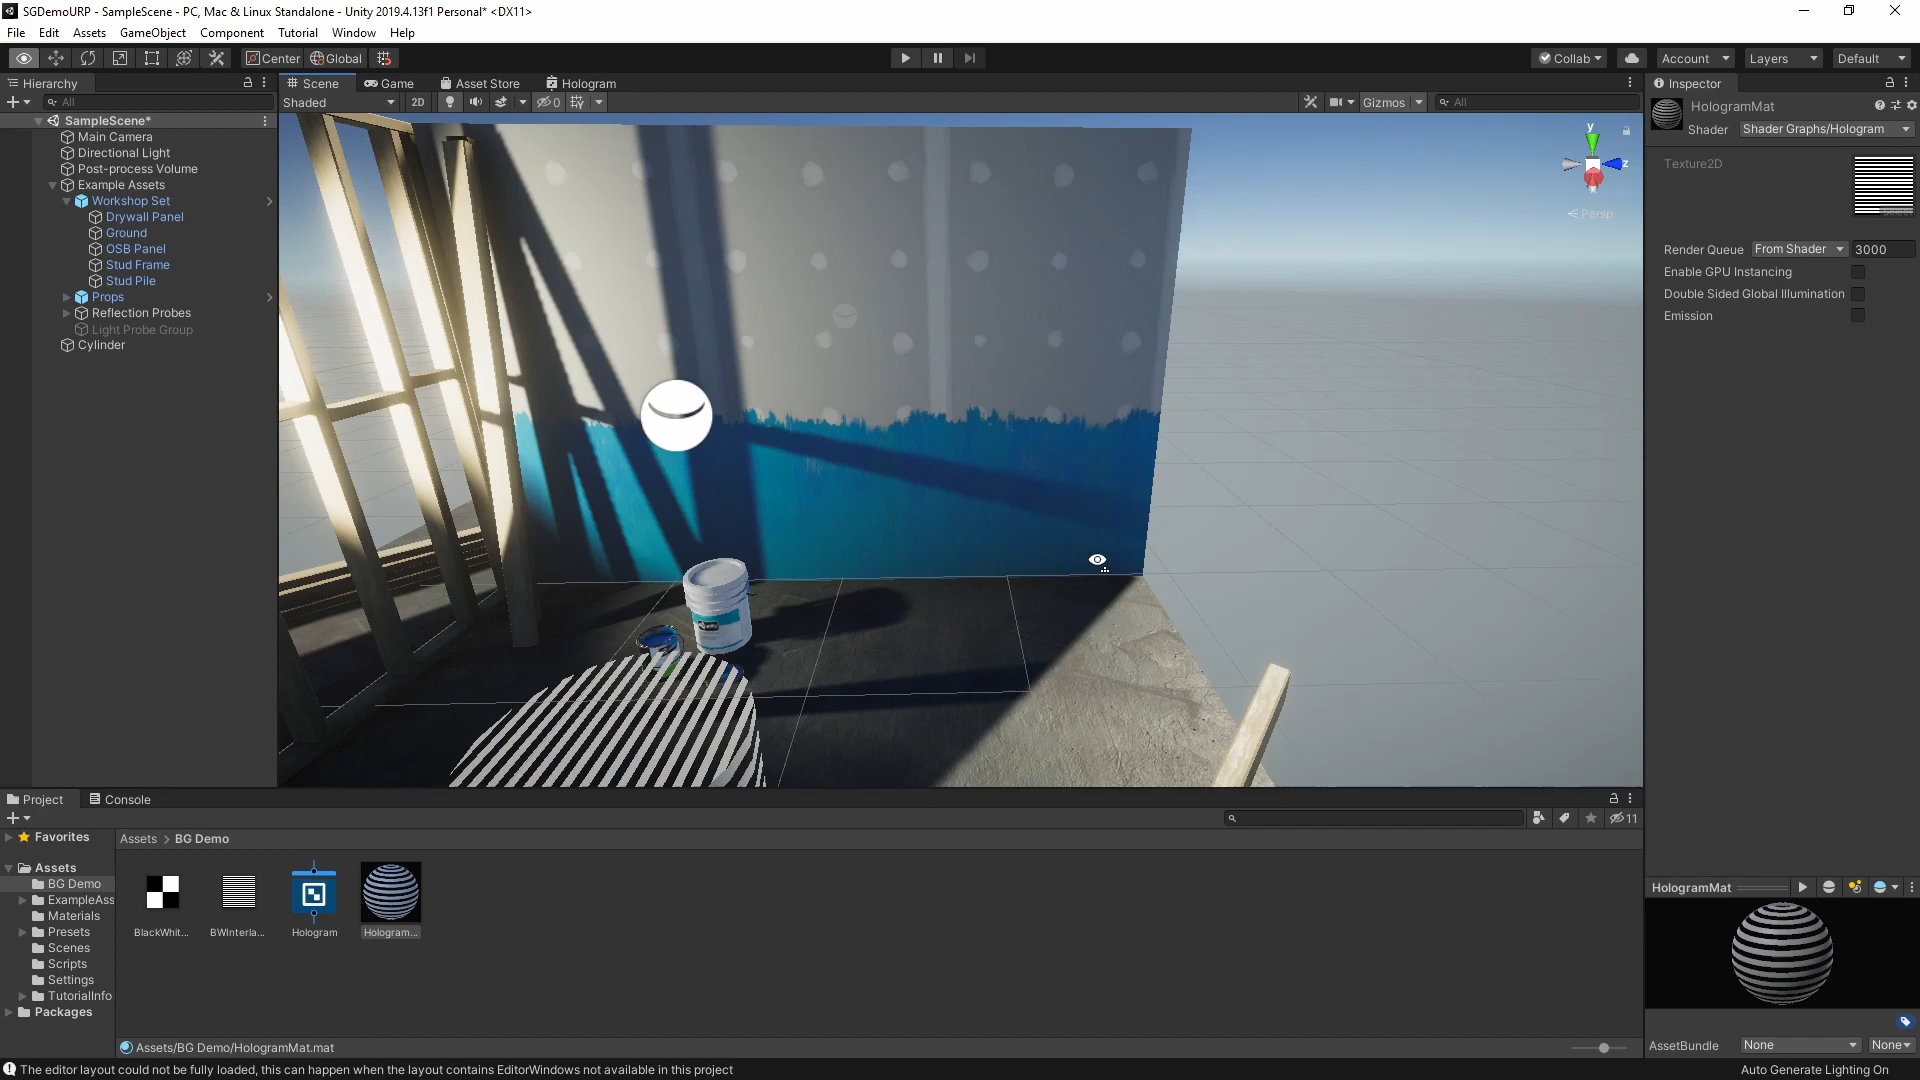 SGDemoURP - SampleScene - PC, Mac & Linux Standalone - Unity 2019.4.13f1 Personal* <DX11>
File Edit Assets GameObject Component Tutorial Window Help
Center Global Collab Account Layers Default
Hierarchy
All
SampleScene*
Main Camera
Directional Light
Post-process Volume
Example Assets
Workshop Set
Drywall Panel
Ground
OSB Panel
Stud Frame
Stud Pile
Props
Reflection Probes
Light Probe Group
Cylinder
Scene Game Asset Store Hologram
Shaded 2D 0 Gizmos All
y
z
x
Persp
Inspector
HologramMat
Shader Shader Graphs/Hologram
Texture2D
Select
Render Queue From Shader 3000
Enable GPU Instancing
Double Sided Global Illumination
Emission
Project Console
11
Favorites
Assets
BG Demo
ExampleAss
Materials
Presets
Scenes
Scripts
Settings
TutorialInfo
Packages
Assets > BG Demo
BlackWhit... BWInterla... Hologram Hologram...
Assets/BG Demo/HologramMat.mat
HologramMat
AssetBundle None None
The editor layout could not be fully loaded, this can happen when the layout contains EditorWindows not available in this project
Auto Generate Lighting On